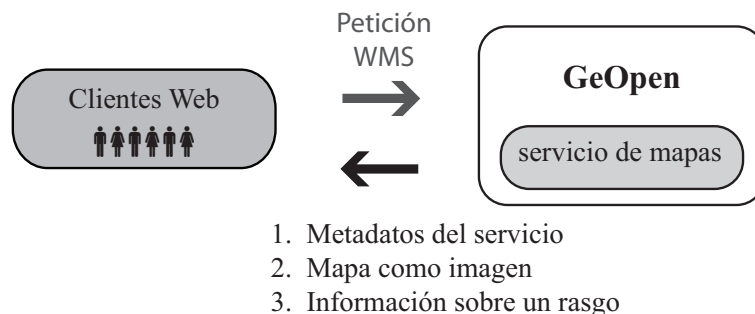 Petición
WMS
Clientes Web
GeOpen
servicio de mapas
1. Metadatos del servicio
2. Mapa como imagen
3. Información sobre un rasgo